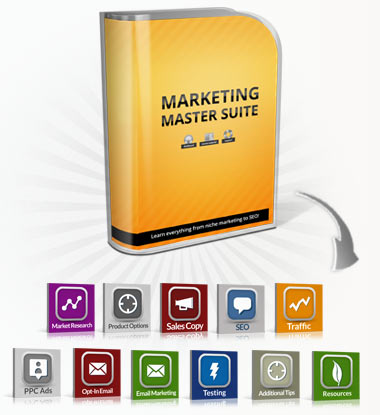 MARKETING
MASTER SUITE
Learn everything from niche marketing to SEO!
Market Research
Product Options
Sales Copy
SEO
Traffic
PPC Ads
Opt-In Email
Email Marketing
Testing
Additional Tips
Resources